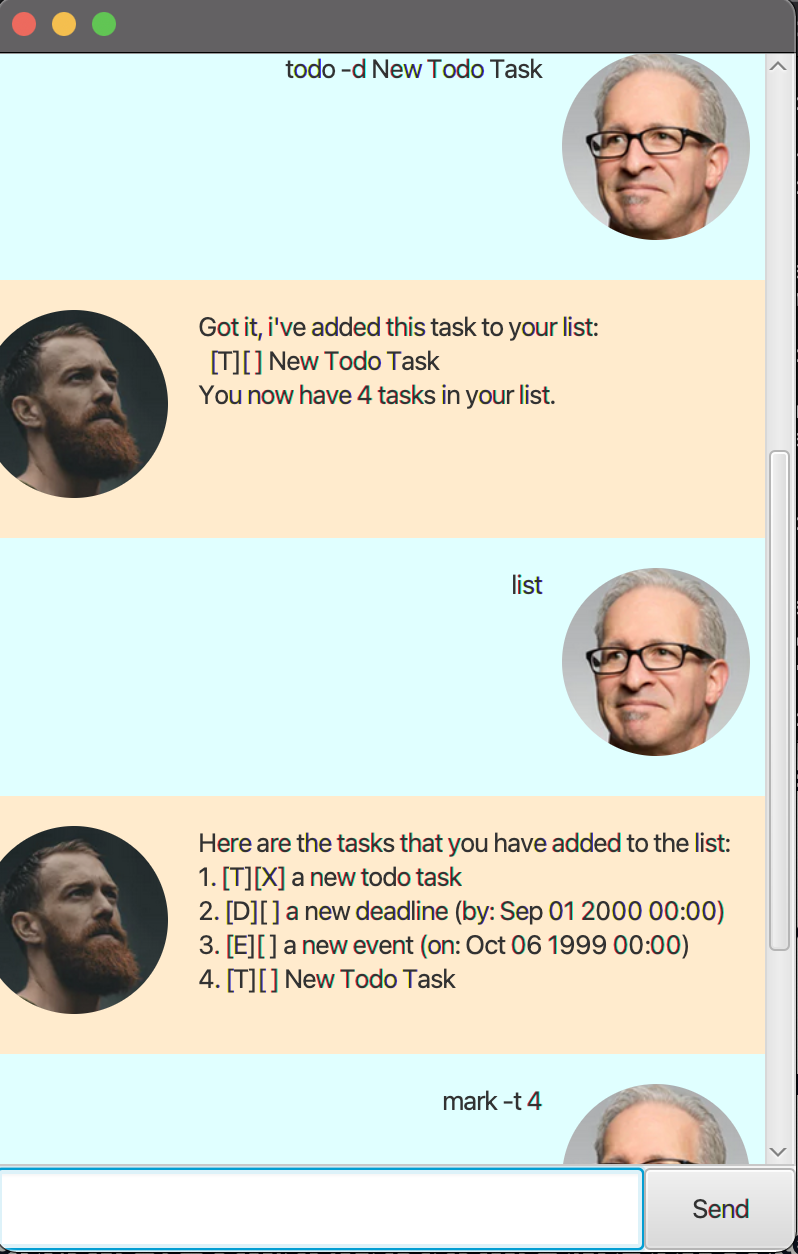 todo -d New Todo Task
Got it, i've added this task to your list:
[T][ ] New Todo Task
You now have 4 tasks in your list.
list
Here are the tasks that you have added to the list:
1. [T][X] a new todo task
2. [D][ ] a new deadline (by: Sep 01 2000 00:00)
3. [E][ ] a new event (on: Oct 06 1999 00:00)
4. [T][ ] New Todo Task
mark -t 4
Send